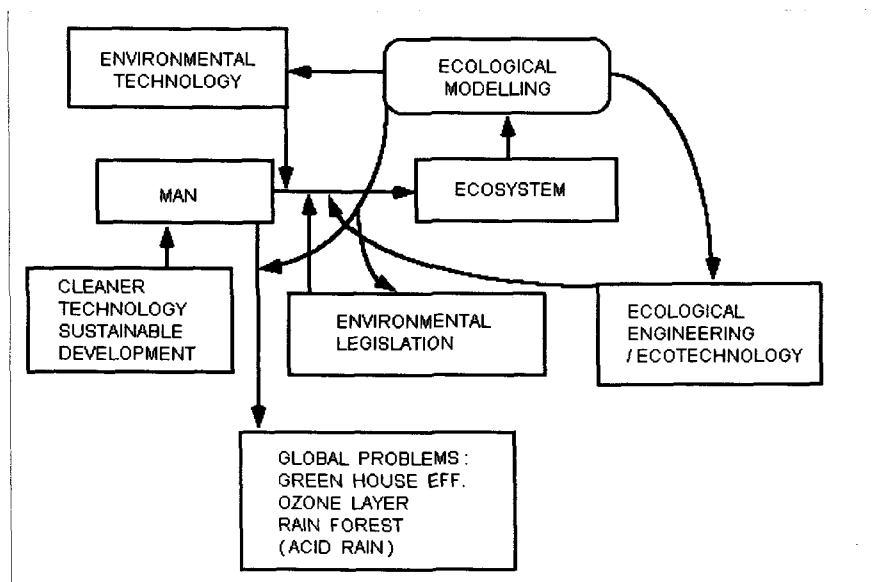 ENVIRONMENTAL
TECHNOLOGY
ECOLOGICAL
MODELLING
MAN
ECOSYSTEM
CLEANER
TECHNOLOGY
SUSTAINABLE
DEVELOPMENT
ENVIRONMENTAL
LEGISLATION
ECOLOGICAL
ENGINEERING
/ECOTECHNOLOGY
GLOBAL PROBLEMS:
GREEN HOUSE EFF.
OZONE LAYER
RAIN FOREST
(ACID RAIN)